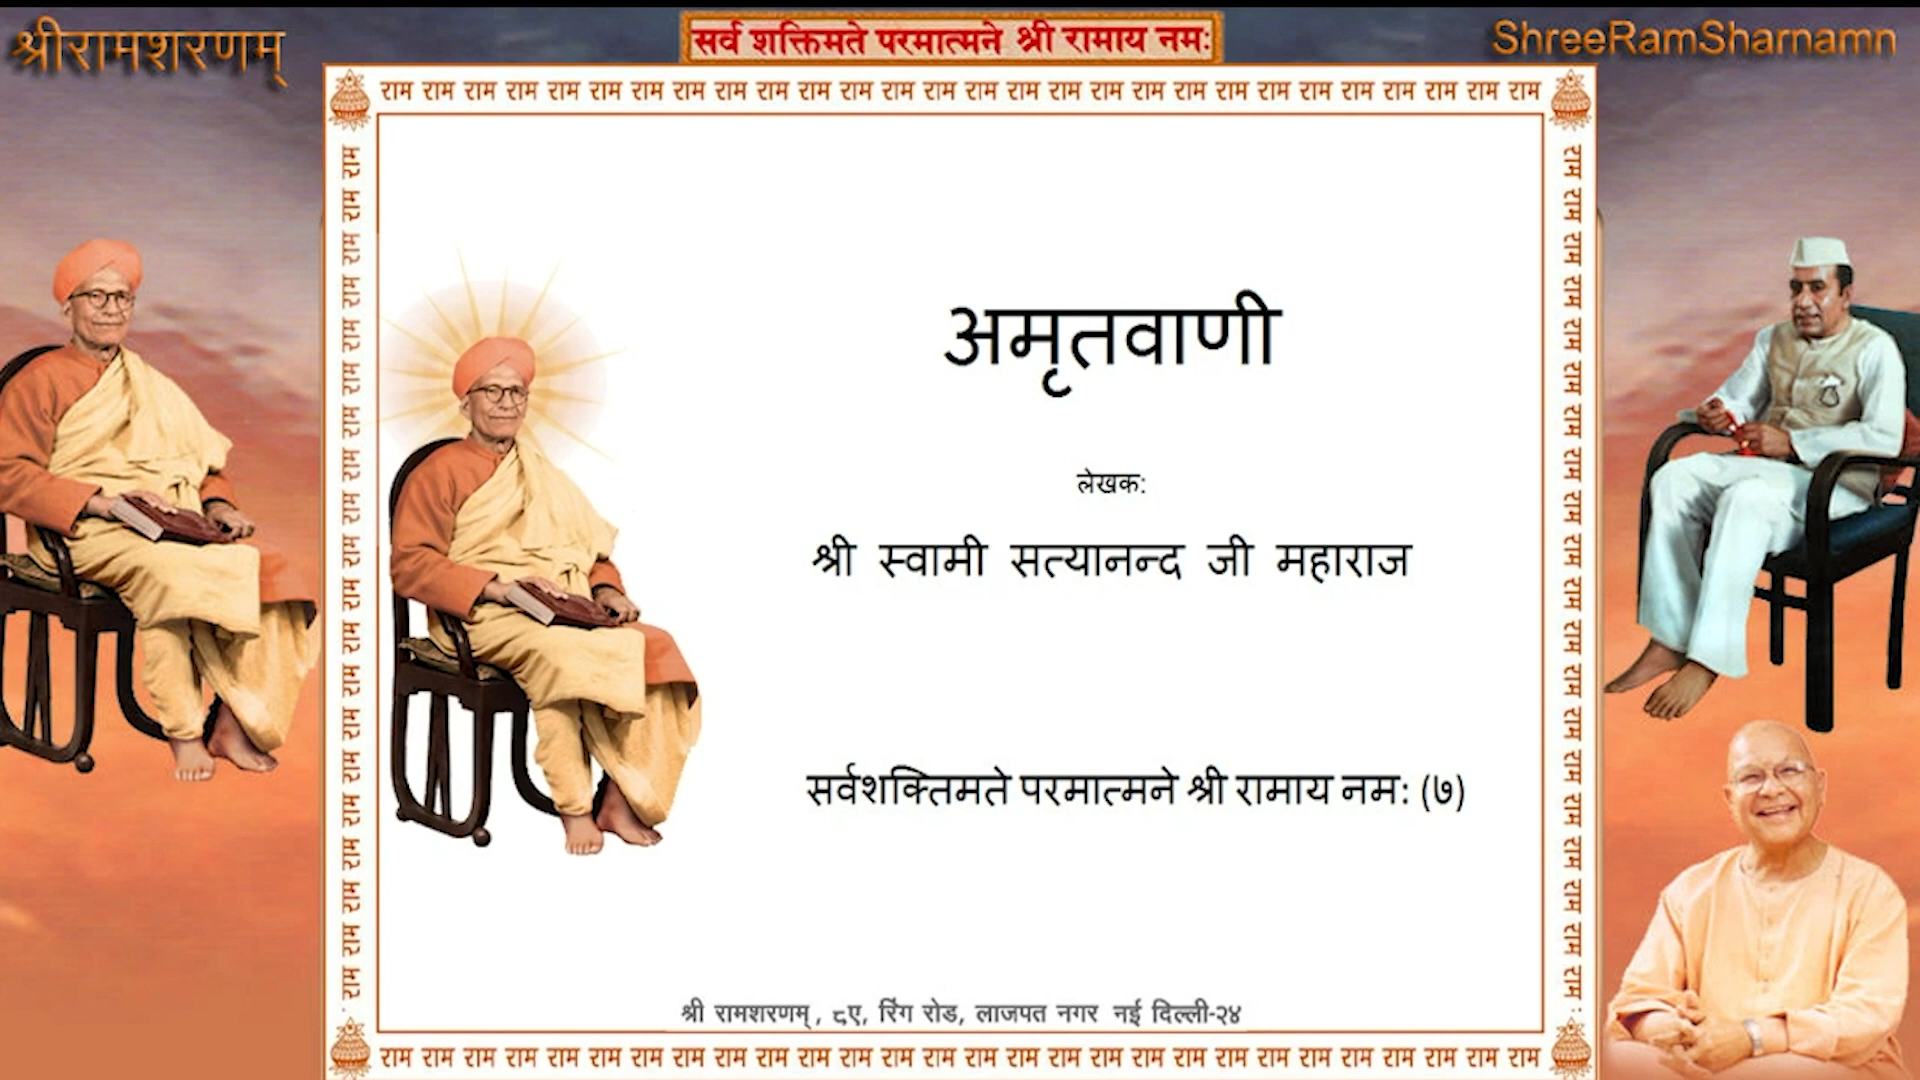 श्रीरामशरणम्
सर्व शक्तिमते परमात्मने श्री रामाय नमः
ShreeRamSharnamn
राम राम राम राम राम राम राम राम राम राम राम राम राम राम राम राम राम राम राम राम राम राम राम राम राम राम राम राम
राम राम राम राम राम राम राम राम राम राम राम राम राम राम राम राम राम राम राम राम
राम राम राम राम राम राम राम राम राम राम राम राम राम राम राम राम राम राम राम राम
अमृतवाणी
लेखक:
श्री स्वामी सत्यानन्द जी महाराज
सर्वशक्तिमते परमात्मने श्री रामाय नमः (७)
श्री रामशरणम् , ८ए, रिंग रोड, लाजपत नगर नई दिल्ली-२४
राम राम राम राम राम राम राम राम राम राम राम राम राम राम राम राम राम राम राम राम राम राम राम राम राम राम राम राम